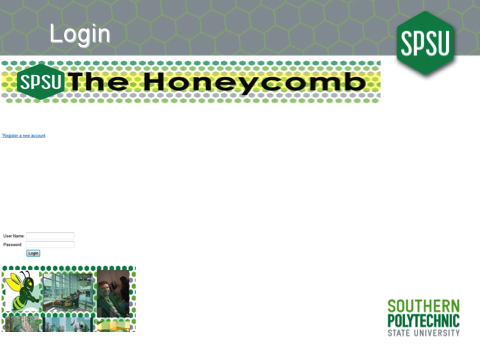 Login
SPSU
SPSU The Honeycomb
*Register a new account
User Name:
Password:
Login
SOUTHERN
POLYTECHNIC
STATE UNIVERSITY